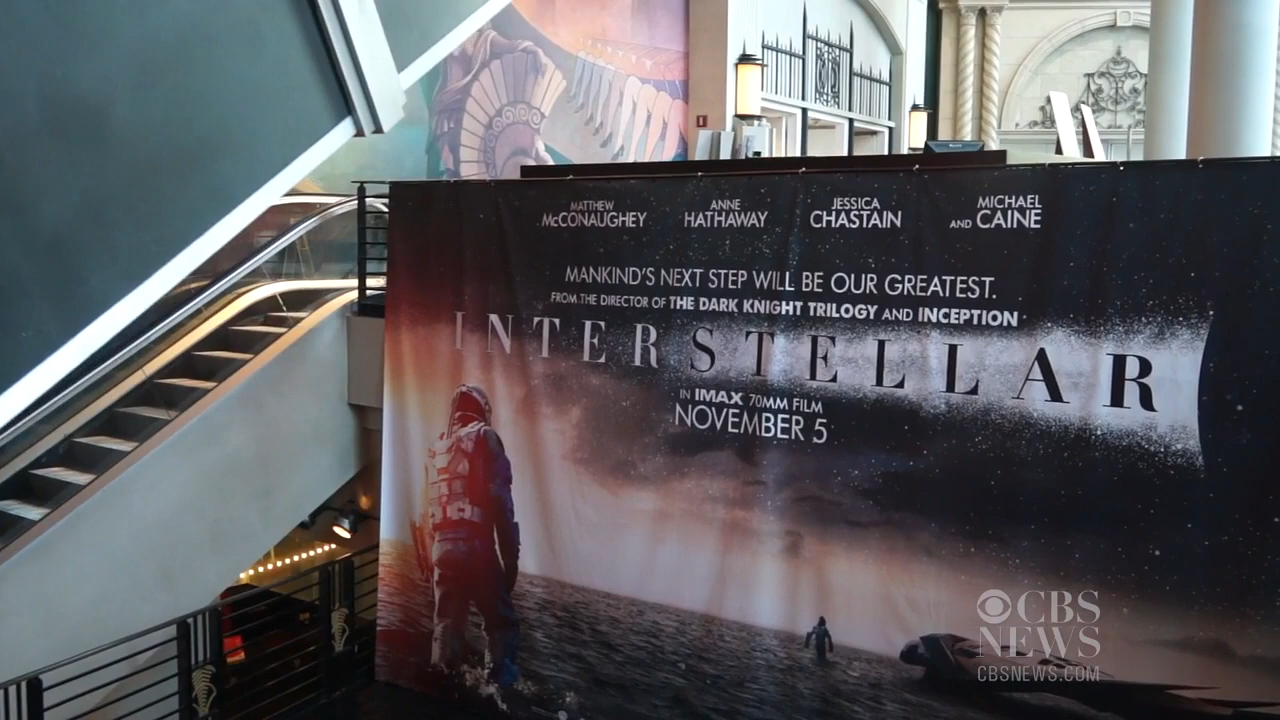 MATTHEW McCONAUGHEY
ANNE HATHAWAY
JESSICA CHASTAIN
AND MICHAEL CAINE
MANKIND'S NEXT STEP WILL BE OUR GREATEST.
FROM THE DIRECTOR OF THE DARK KNIGHT TRILOGY AND INCEPTION
INTERSTELLAR
IN IMAX 70MM FILM
NOVEMBER 5
CBS
NEWS
CBSNEWS.COM